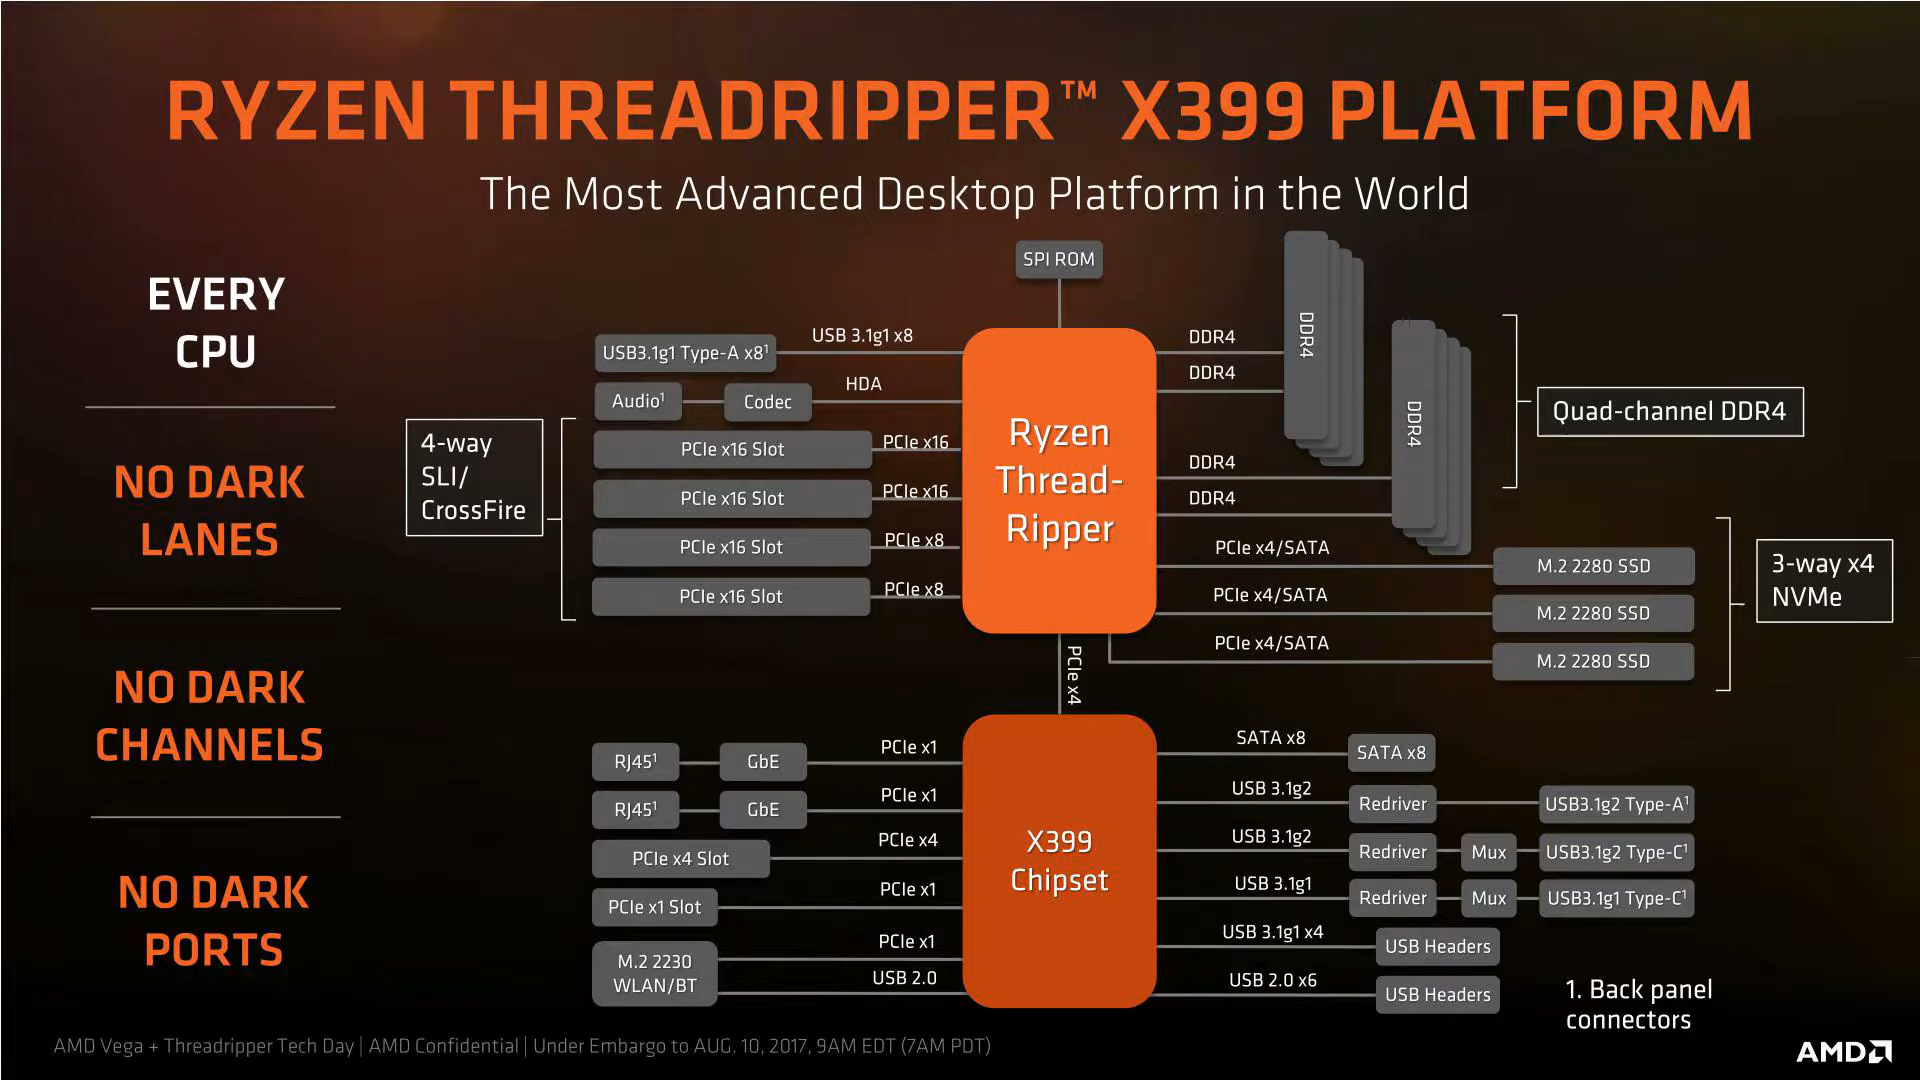 RYZEN THREADRIPPER™ X399 PLATFORM
The Most Advanced Desktop Platform in the World
EVERY
CPU
NO DARK
LANES
NO DARK
CHANNELS
NO DARK
PORTS
4-way
SLI/
CrossFire
SPI ROM
USB3.1g1 Type-A x8¹
USB 3.1g1 x8
Audio¹
Codec
HDA
PCIe x16 Slot
PCIe x16
PCIe x16 Slot
PCIe x16
PCIe x16 Slot
PCIe x8
PCIe x16 Slot
PCIe x8
Ryzen
Thread-
Ripper
DDR4
DDR4
DDR4
DDR4
DDR4
DDR4
Quad-channel DDR4
PCIe x4/SATA
M.2 2280 SSD
PCIe x4/SATA
M.2 2280 SSD
PCIe x4/SATA
M.2 2280 SSD
3-way x4
NVMe
PCIe x4
RJ45¹
GbE
PCIe x1
RJ45¹
GbE
PCIe x1
PCIe x4 Slot
PCIe x4
PCIe x1 Slot
PCIe x1
M.2 2230
WLAN/BT
PCIe x1
USB 2.0
X399
Chipset
SATA x8
SATA x8
USB 3.1g2
Redriver
USB3.1g2 Type-A¹
USB 3.1g2
Redriver
Mux
USB3.1g2 Type-C¹
USB 3.1g1
Redriver
Mux
USB3.1g1 Type-C¹
USB 3.1g1 x4
USB Headers
USB 2.0 x6
USB Headers
1. Back panel
connectors
AMD Vega + Threadripper Tech Day | AMD Confidential | Under Embargo to AUG. 10, 2017, 9AM EDT (7AM PDT)
AMD